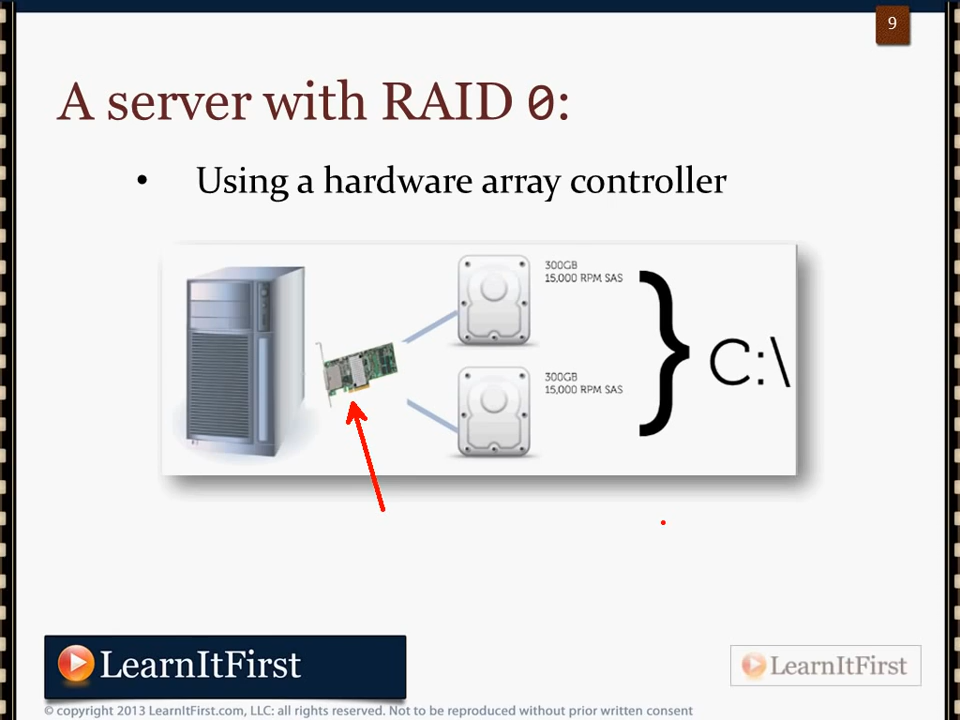 9
A server with RAID 0:
• Using a hardware array controller
300GB
15,000 RPM SAS
300GB
15,000 RPM SAS
} C:\
LearnItFirst
LearnItFirst
© copyright 2013 LearnItFirst.com, LLC: all rights reserved. Not to be reproduced without prior written consent